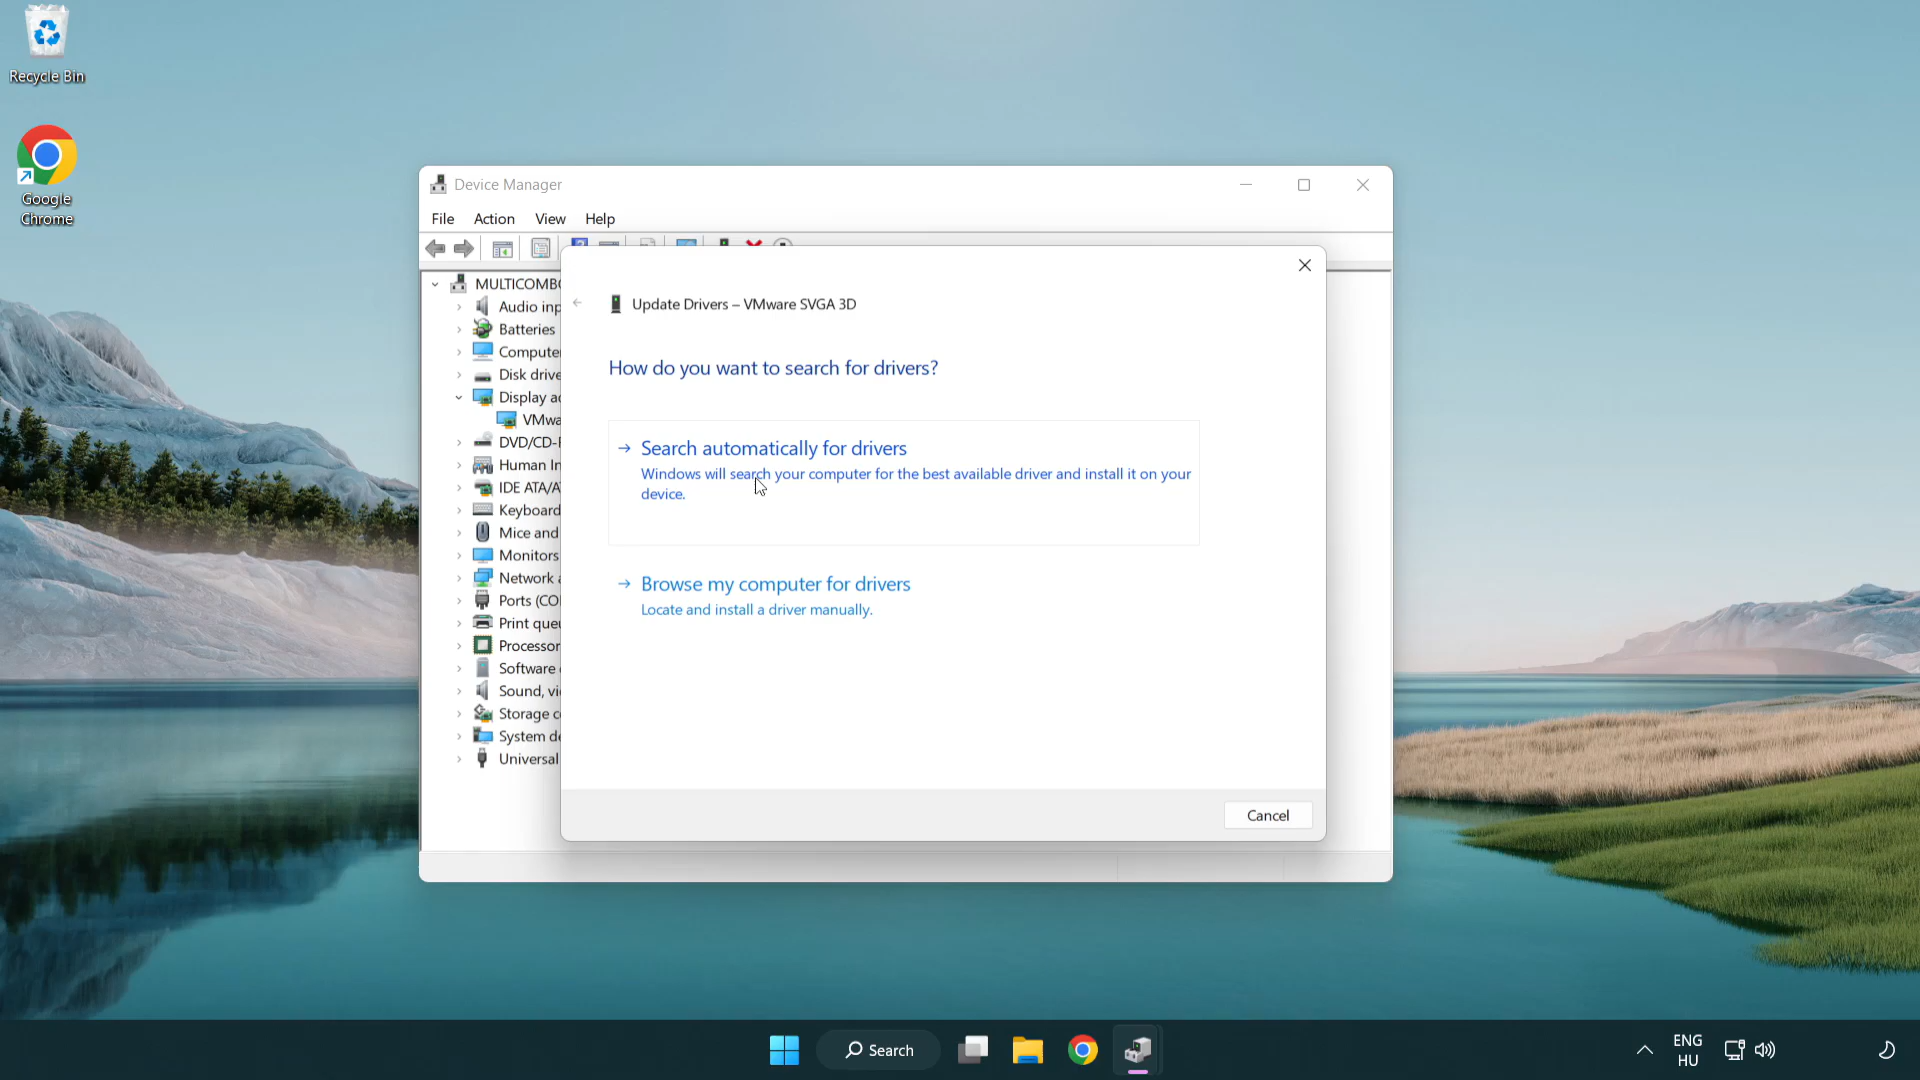 Recycle Bin
Google
Chrome
Device Manager
File Action View Help
MULTICOMBO
Audio inp
Batteries
Compute
Disk drive
Display a
VMwa
DVD/CD-
Human In
IDE ATA/A
Keyboard
Mice and
Monitors
Network a
Ports (CO
Print queu
Processor
Software
Sound, vi
Storage c
System de
Universal
Update Drivers – VMware SVGA 3D
How do you want to search for drivers?
Search automatically for drivers
Windows will search your computer for the best available driver and install it on your
device.
Browse my computer for drivers
Locate and install a driver manually.
Cancel
Search
ENG
HU